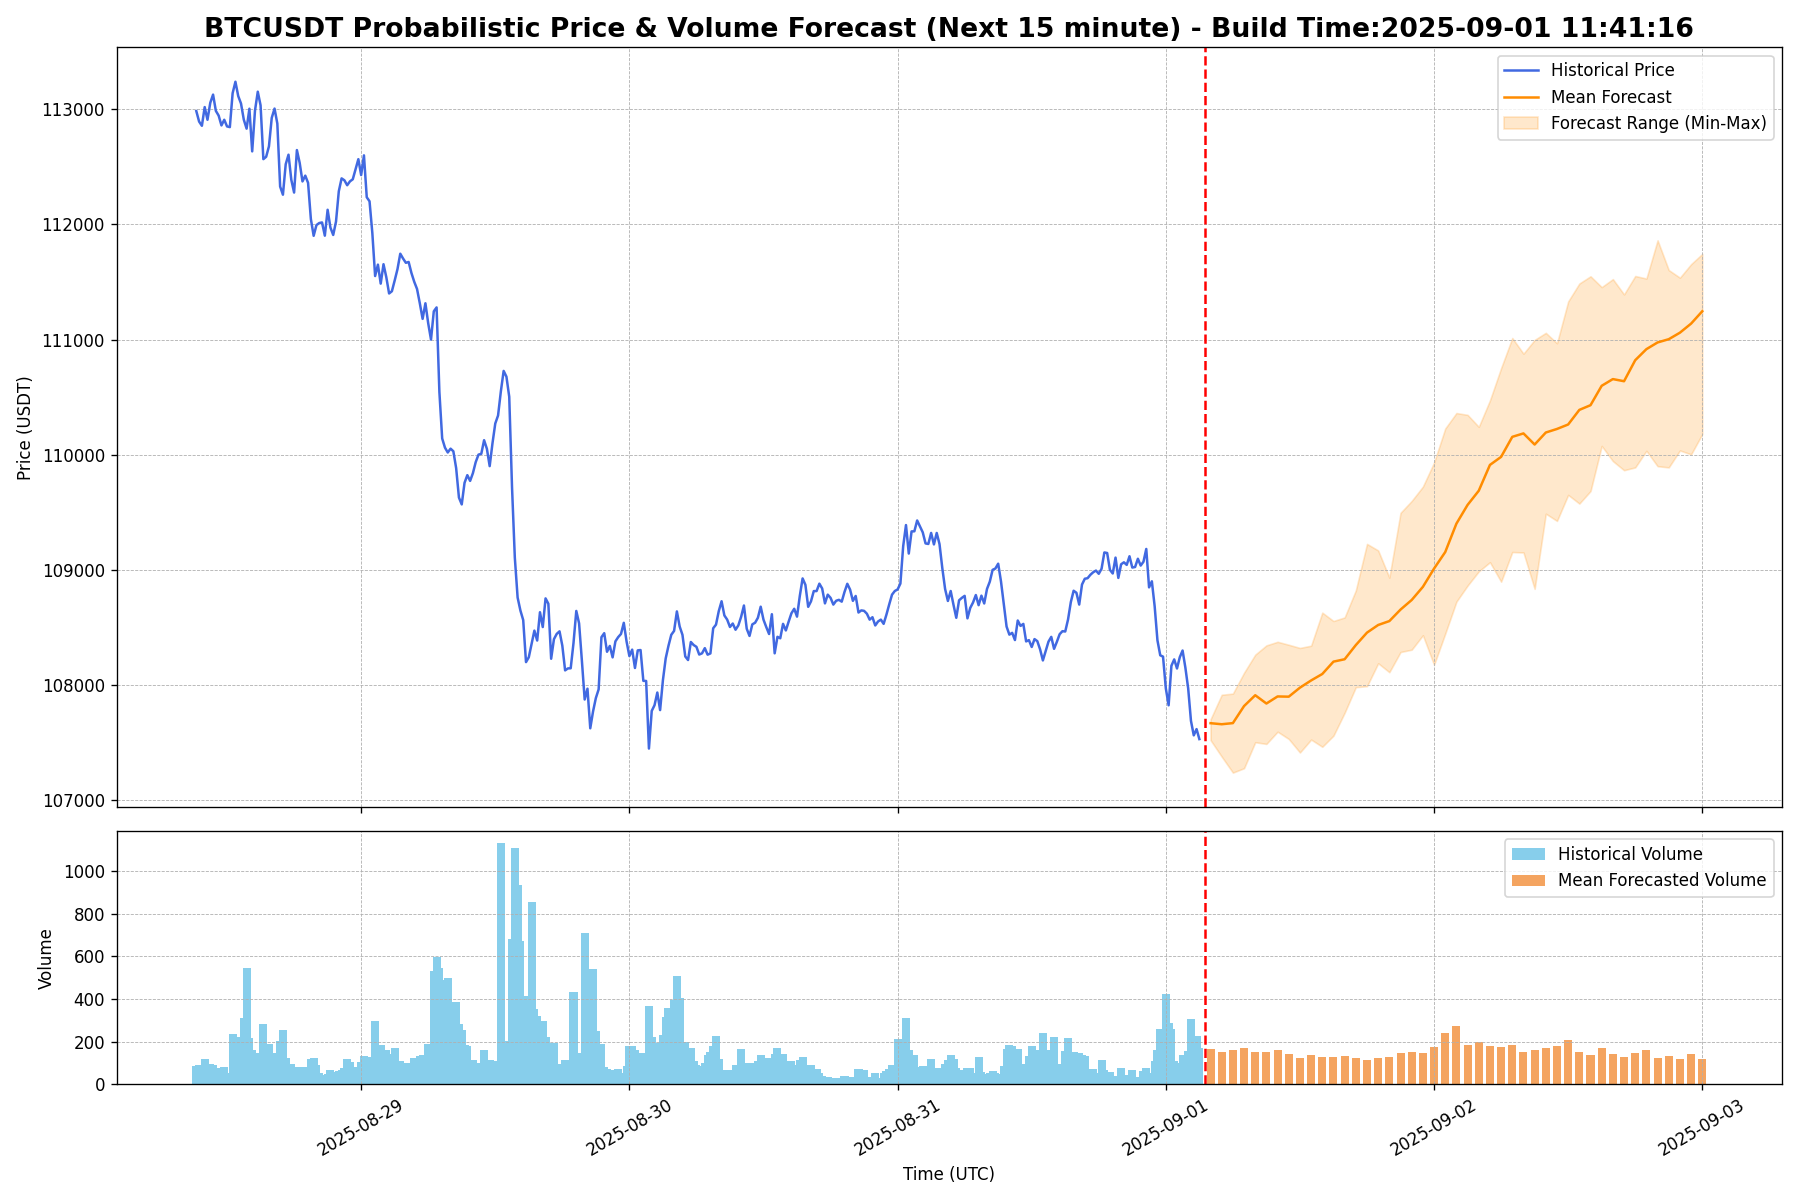 BTCUSDT Probabilistic Price & Volume Forecast (Next 15 minute) - Build Time:2025-09-01 11:41:16
Historical Price
Mean Forecast
Forecast Range (Min-Max)
113000
112000
111000
110000
109000
108000
107000
Price (USDT)
Historical Volume
Mean Forecasted Volume
1000
800
600
400
200
0
Volume
2025-08-29
2025-08-30
2025-08-31
2025-09-01
2025-09-02
2025-09-03
Time (UTC)